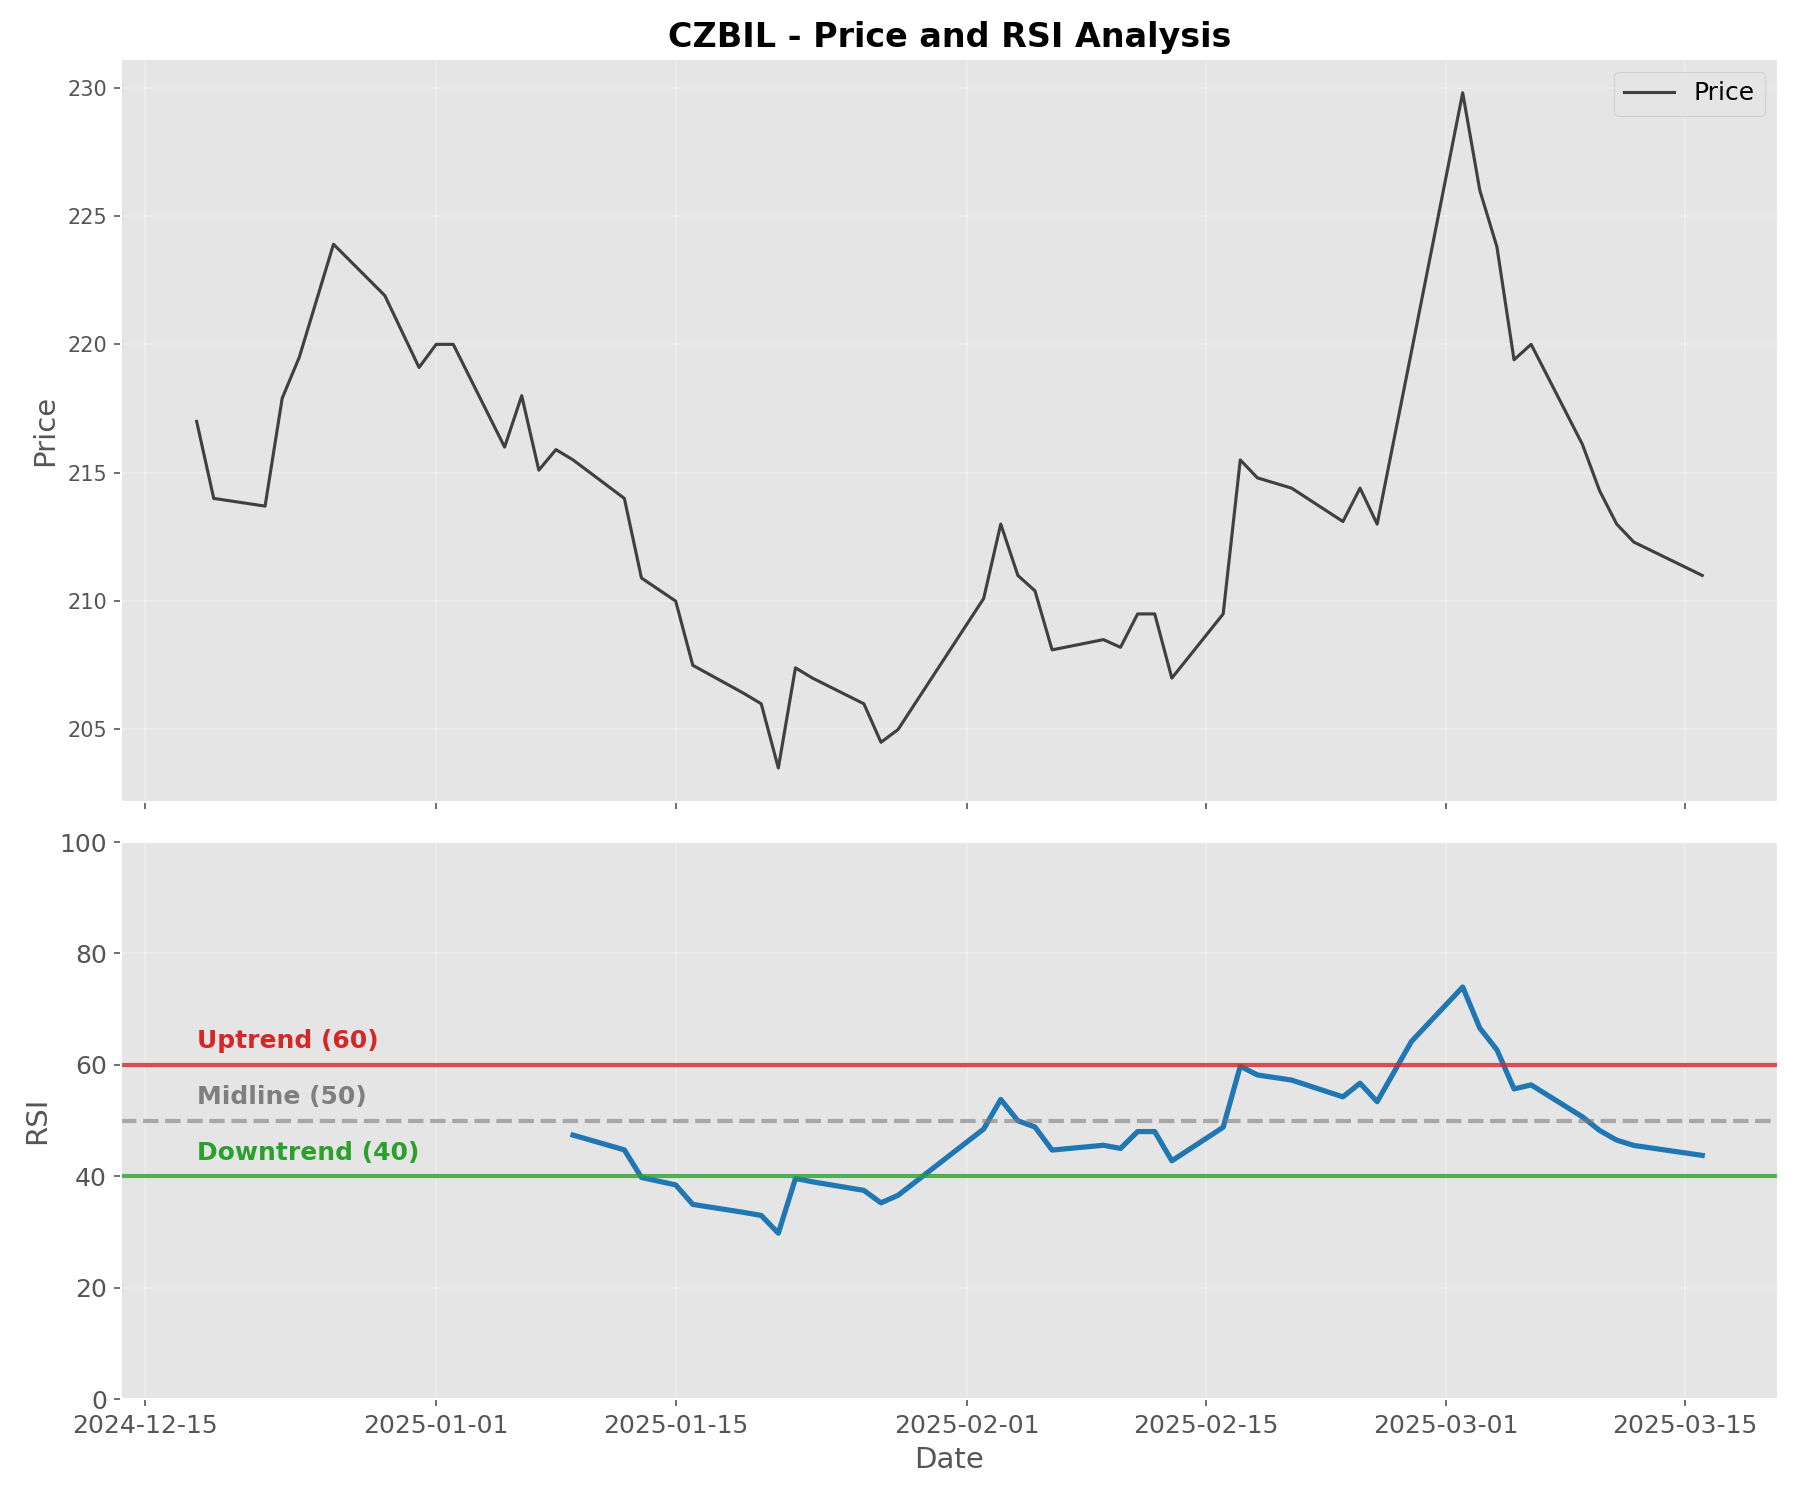 CZBIL - Price and RSI Analysis
Price
230
225
220
215
210
205
Price
100
80
60
40
20
0
RSI
Uptrend (60)
Midline (50)
Downtrend (40)
2024-12-15
2025-01-01
2025-01-15
2025-02-01
2025-02-15
2025-03-01
2025-03-15
Date